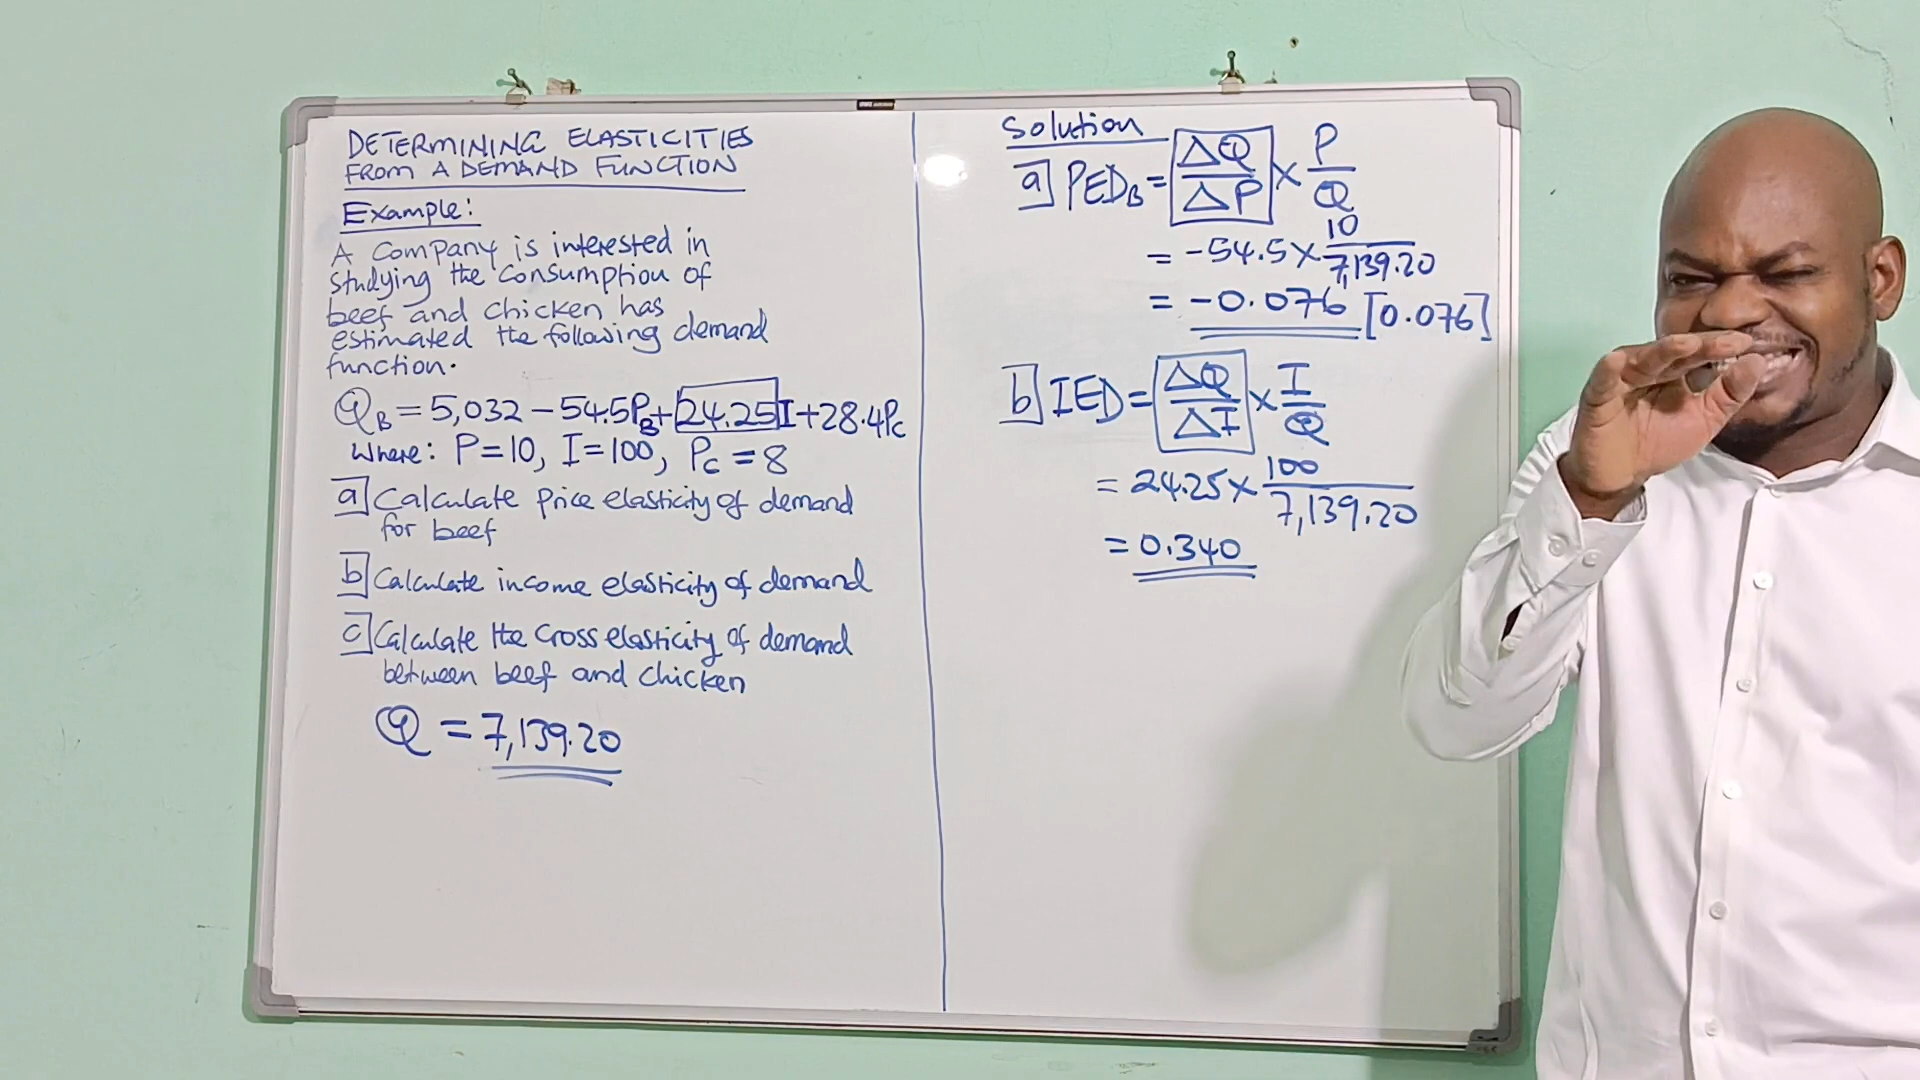 DETERMINING ELASTICITIES
FROM A DEMAND FUNCTION
Example:
A Company is interested in
studying the consumption of
beef and chicken has
estimated the following demand
function.
Q_B = 5,032 - 54.5P_B + 24.25I + 28.4P_C
Where: P = 10, I = 100, P_C = 8
a] Calculate price elasticity of demand
for beef
b] Calculate income elasticity of demand
c] Calculate the Cross elasticity of demand
between beef and chicken
Q = 7,139.20
Solution
a] PED_B = ΔQ/ΔP × P/Q
= -54.5 × 10/7,139.20
= -0.076 [0.076]
b] IED = ΔQ/ΔI × I/Q
= 24.25 × 100/7,139.20
= 0.340